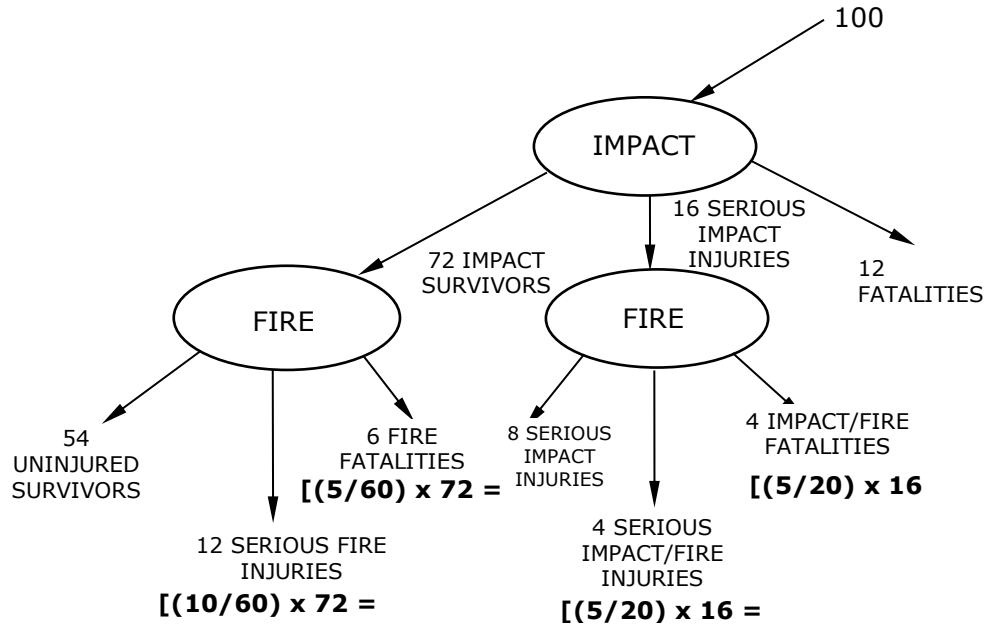 100
IMPACT
16 SERIOUS
IMPACT
INJURIES
72 IMPACT
SURVIVORS
12
FATALITIES
FIRE
FIRE
54
UNINJURED
SURVIVORS
6 FIRE
FATALITIES
[(5/60) x 72 =
8 SERIOUS
IMPACT
INJURIES
4 IMPACT/FIRE
FATALITIES
[(5/20) x 16
12 SERIOUS FIRE
INJURIES
[(10/60) x 72 =
4 SERIOUS
IMPACT/FIRE
INJURIES
[(5/20) x 16 =